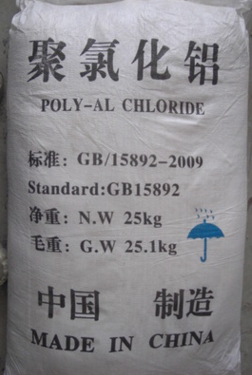 聚氯化铝
POLY-AL CHLORIDE
标准: GB/15892-2009
Standard:GB15892
净重: N.W 25kg
毛重: G.W 25.1kg
中国 制造
MADE IN CHINA